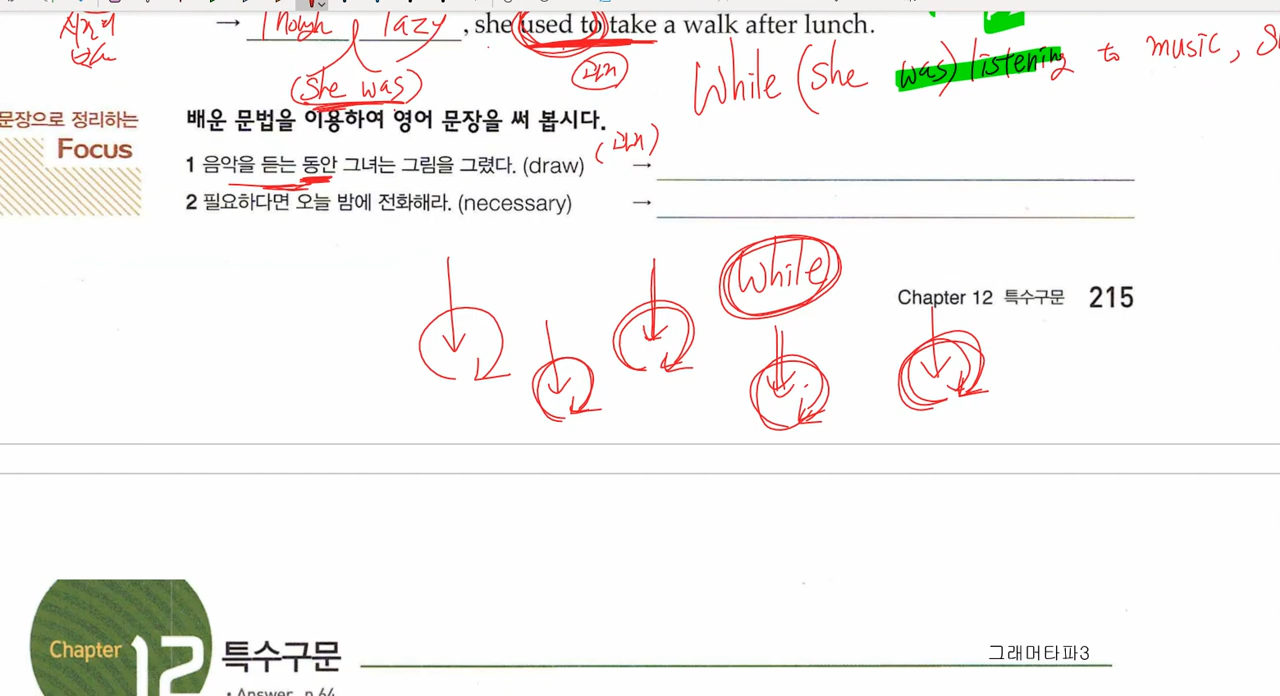 시제의
→ Though lazy, she used to take a walk after lunch.
(She was)
(과거)
While (she was) listening to music,
문장으로 정리하는
Focus
배운 문법을 이용하여 영어 문장을 써 봅시다.
(과거)
1 음악을 듣는 동안 그녀는 그림을 그렸다. (draw) →
2 필요하다면 오늘 밤에 전화해라. (necessary) →
While
Chapter 12 특수구문 215
Chapter 12 특수구문
그래머타파3
• Answer p.64